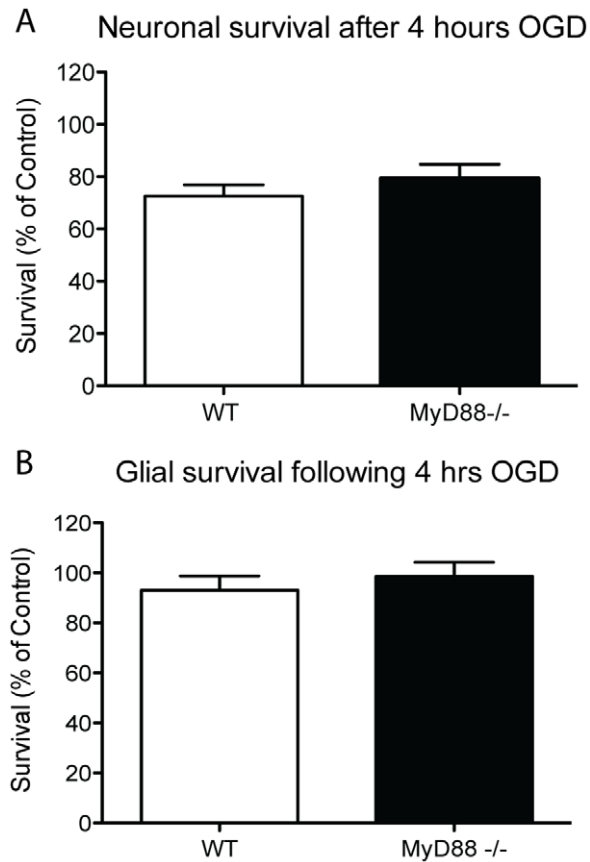 A
Neuronal survival after 4 hours OGD
Survival (% of Control)
120
100
80
60
40
20
0
WT MyD88-/-
B
Glial survival following 4 hrs OGD
Survival (% of Control)
120
100
80
60
40
20
0
WT MyD88 -/-